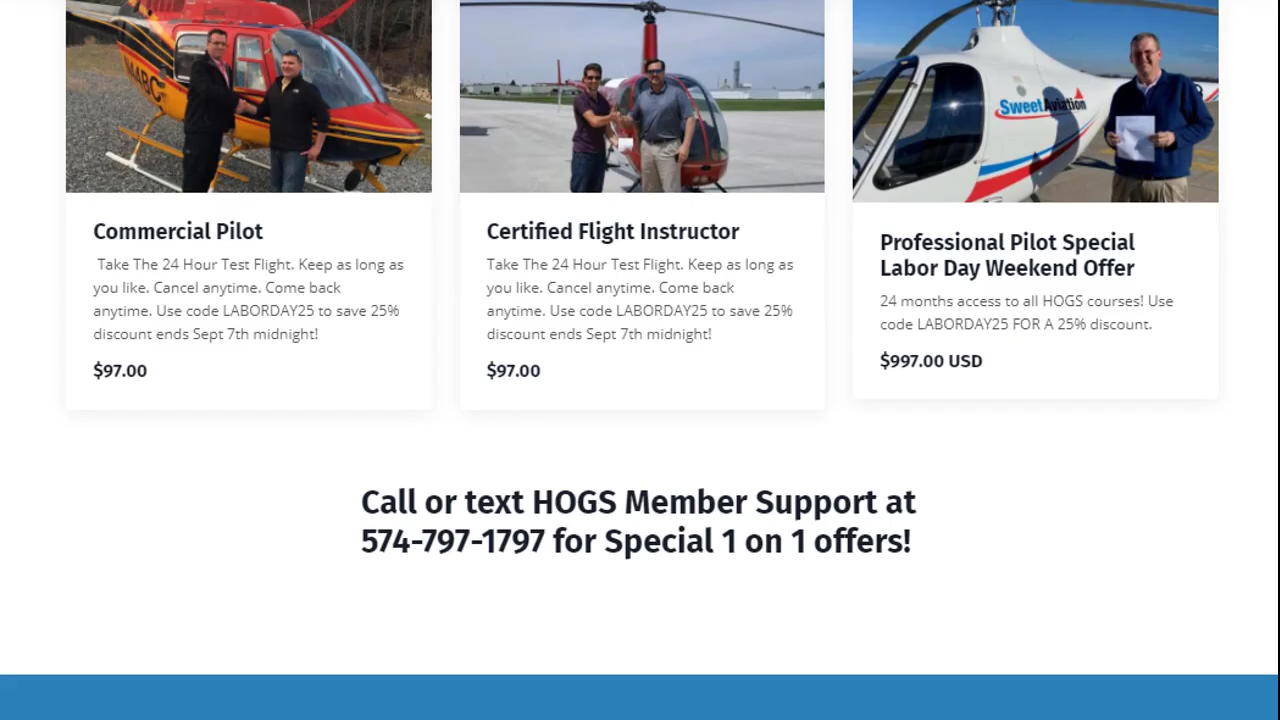 N44BC
SweetAviation
Commercial Pilot
Take The 24 Hour Test Flight. Keep as long as
you like. Cancel anytime. Come back
anytime. Use code LABORDAY25 to save 25%
discount ends Sept 7th midnight!
$97.00
Certified Flight Instructor
Take The 24 Hour Test Flight. Keep as long as
you like. Cancel anytime. Come back
anytime. Use code LABORDAY25 to save 25%
discount ends Sept 7th midnight!
$97.00
Professional Pilot Special
Labor Day Weekend Offer
24 months access to all HOGS courses! Use
code LABORDAY25 FOR A 25% discount.
$997.00 USD
Call or text HOGS Member Support at
574-797-1797 for Special 1 on 1 offers!